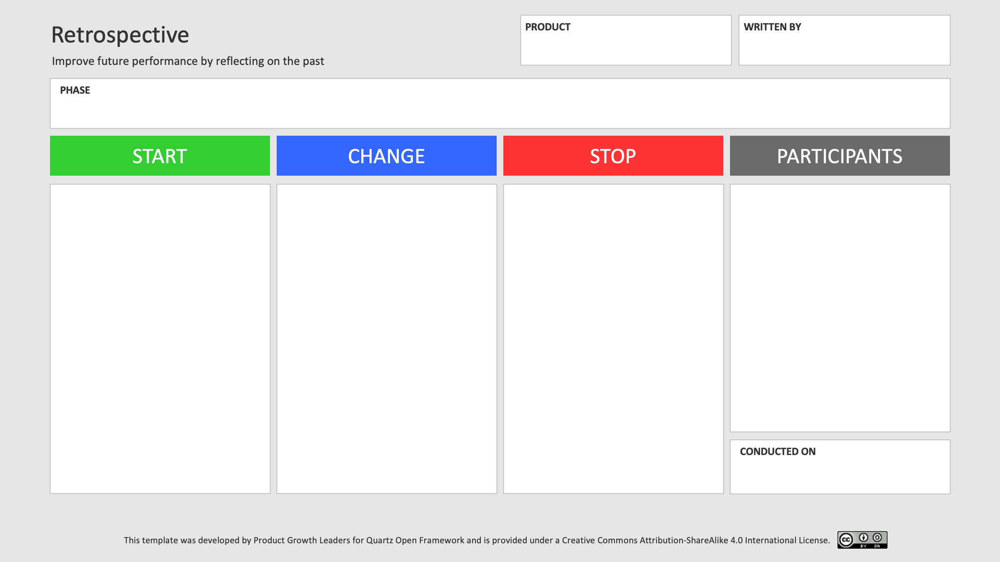 Retrospective
Improve future performance by reflecting on the past
PRODUCT
WRITTEN BY
PHASE
START
CHANGE
STOP
PARTICIPANTS
CONDUCTED ON
This template was developed by Product Growth Leaders for Quartz Open Framework and is provided under a Creative Commons Attribution-ShareAlike 4.0 International License.
cc
BY SA